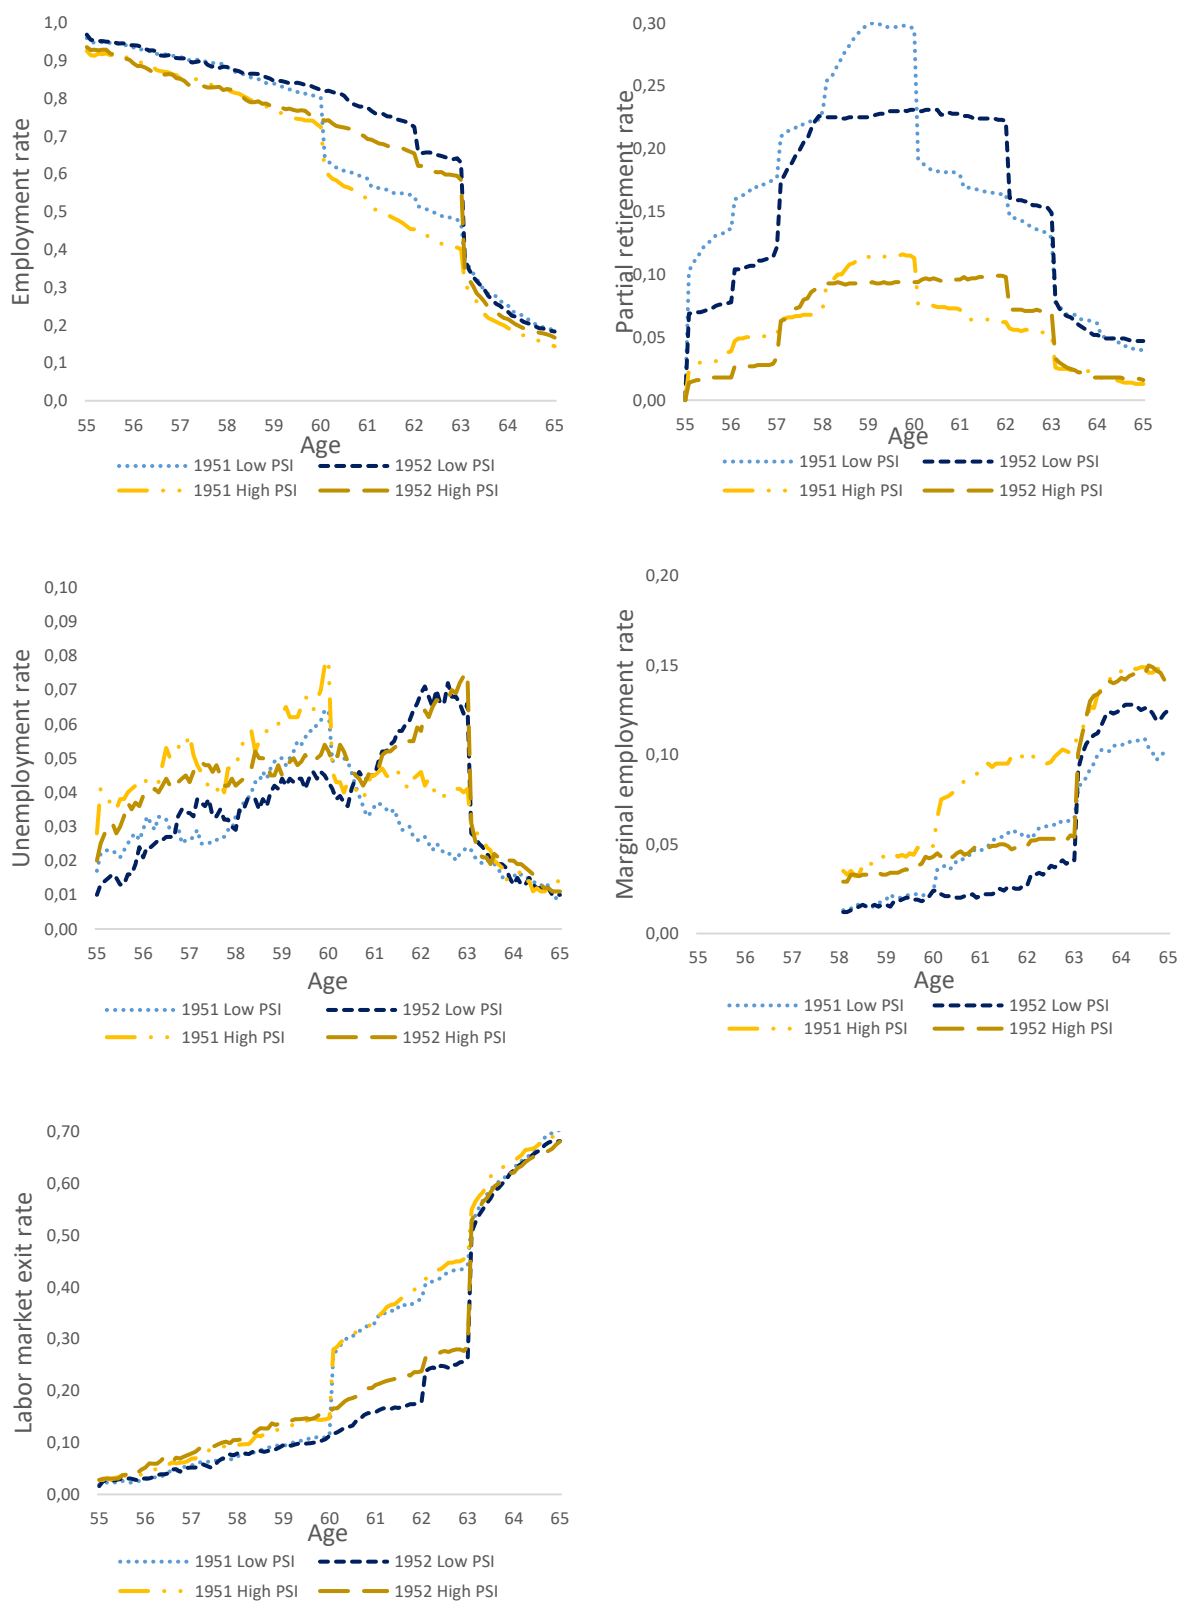 Employment rate
1,0
0,9
0,8
0,7
0,6
0,5
0,4
0,3
0,2
0,1
0,0
55 56 57 58 59 60 61 62 63 64 65
Age
1951 Low PSI 1952 Low PSI
1951 High PSI 1952 High PSI
Partial retirement rate
0,30
0,25
0,20
0,15
0,10
0,05
0,00
55 56 57 58 59 60 61 62 63 64 65
Age
1951 Low PSI 1952 Low PSI
1951 High PSI 1952 High PSI
Unemployment rate
0,10
0,09
0,08
0,07
0,06
0,05
0,04
0,03
0,02
0,01
0,00
55 56 57 58 59 60 61 62 63 64 65
Age
1951 Low PSI 1952 Low PSI
1951 High PSI 1952 High PSI
Marginal employment rate
0,20
0,15
0,10
0,05
0,00
55 56 57 58 59 60 61 62 63 64 65
Age
1951 Low PSI 1952 Low PSI
1951 High PSI 1952 High PSI
Labor market exit rate
0,70
0,60
0,50
0,40
0,30
0,20
0,10
0,00
55 56 57 58 59 60 61 62 63 64 65
Age
1951 Low PSI 1952 Low PSI
1951 High PSI 1952 High PSI